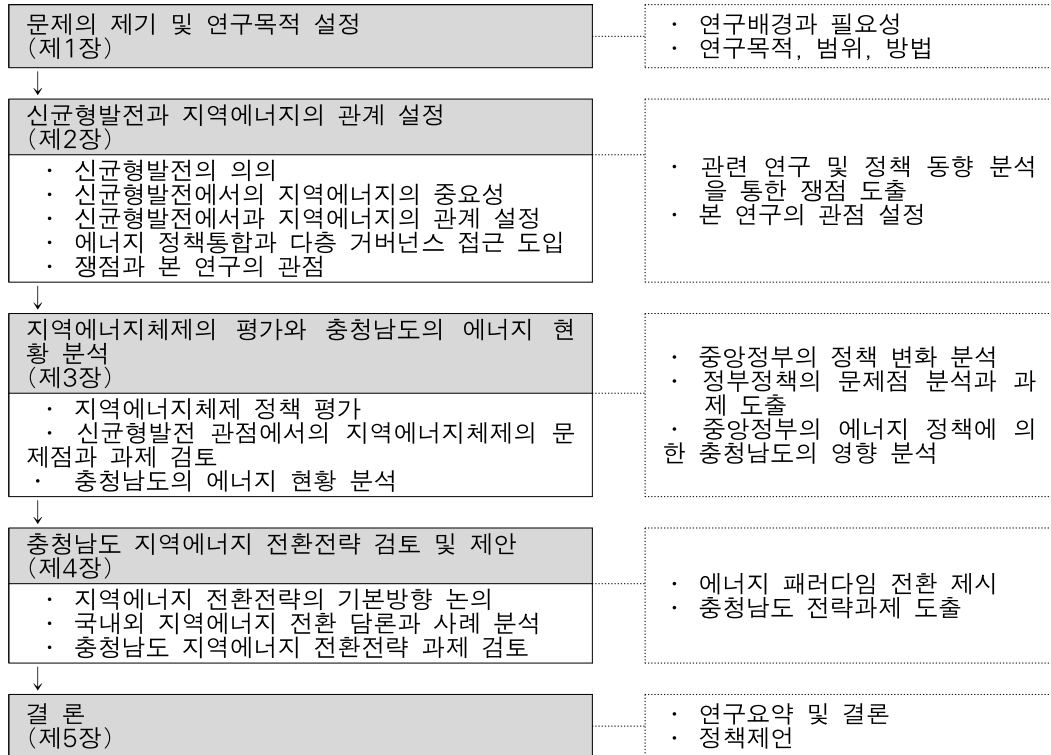 문제의 제기 및 연구목적 설정
(제1장)
· 연구배경과 필요성
· 연구목적, 범위, 방법
↓
신균형발전과 지역에너지의 관계 설정
(제2장)
· 신균형발전의 의의
· 신균형발전에서의 지역에너지의 중요성
· 신균형발전에서과 지역에너지의 관계 설정
· 에너지 정책통합과 다층 거버넌스 접근 도입
· 쟁점과 본 연구의 관점
· 관련 연구 및 정책 동향 분석
을 통한 쟁점 도출
· 본 연구의 관점 설정
↓
지역에너지체제의 평가와 충청남도의 에너지 현
황 분석
(제3장)
· 지역에너지체제 정책 평가
· 신균형발전 관점에서의 지역에너지체제의 문
제점과 과제 검토
· 충청남도의 에너지 현황 분석
· 중앙정부의 정책 변화 분석
· 정부정책의 문제점 분석과 과
제 도출
· 중앙정부의 에너지 정책에 의
한 충청남도의 영향 분석
↓
충청남도 지역에너지 전환전략 검토 및 제안
(제4장)
· 지역에너지 전환전략의 기본방향 논의
· 국내외 지역에너지 전환 담론과 사례 분석
· 충청남도 지역에너지 전환전략 과제 검토
· 에너지 패러다임 전환 제시
· 충청남도 전략과제 도출
↓
결 론
(제5장)
· 연구요약 및 결론
· 정책제언